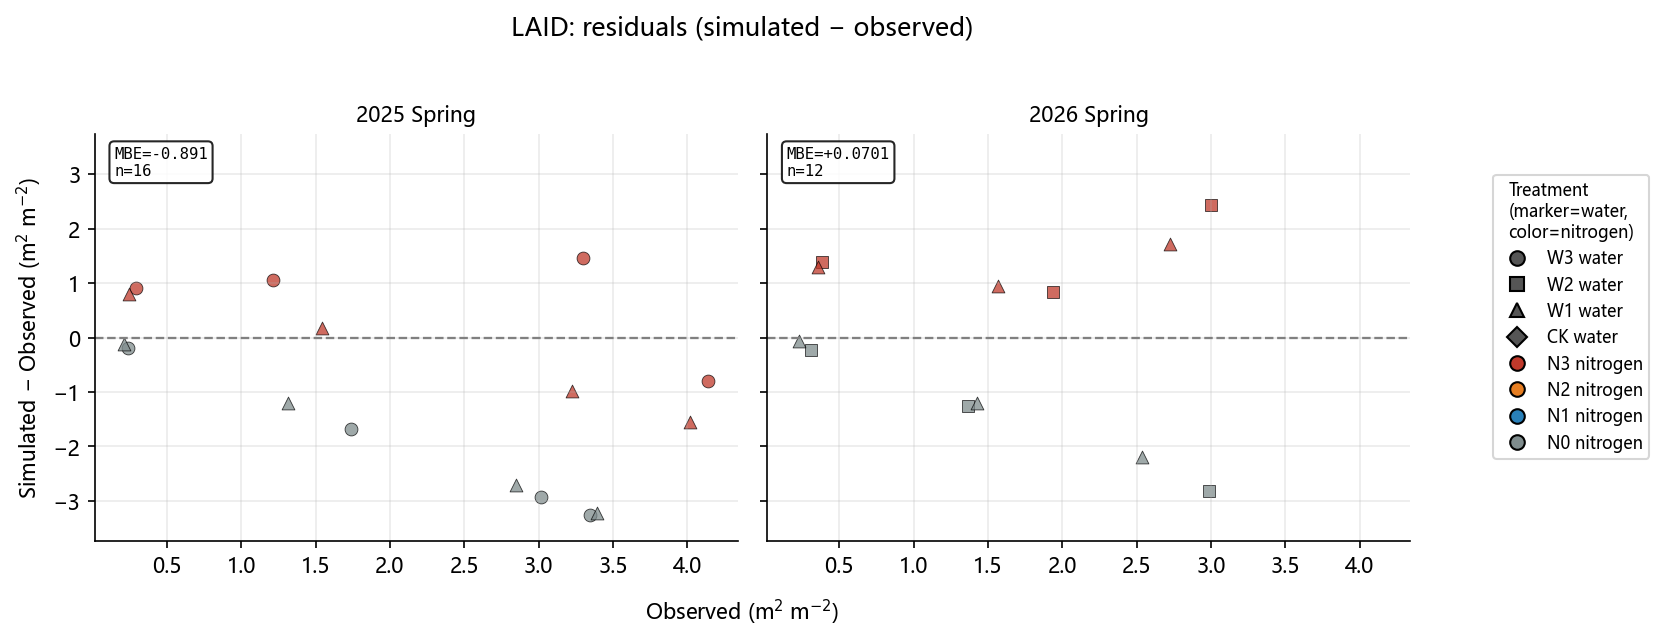 LAID: residuals (simulated − observed)
2025 Spring
2026 Spring
MBE=-0.891
n=16
MBE=+0.0701
n=12
Simulated − Observed (m² m⁻²)
3
2
1
0
−1
−2
−3
0.5 1.0 1.5 2.0 2.5 3.0 3.5 4.0
0.5 1.0 1.5 2.0 2.5 3.0 3.5 4.0
Observed (m² m⁻²)
Treatment
(marker=water,
color=nitrogen)
W3 water
W2 water
W1 water
CK water
N3 nitrogen
N2 nitrogen
N1 nitrogen
N0 nitrogen